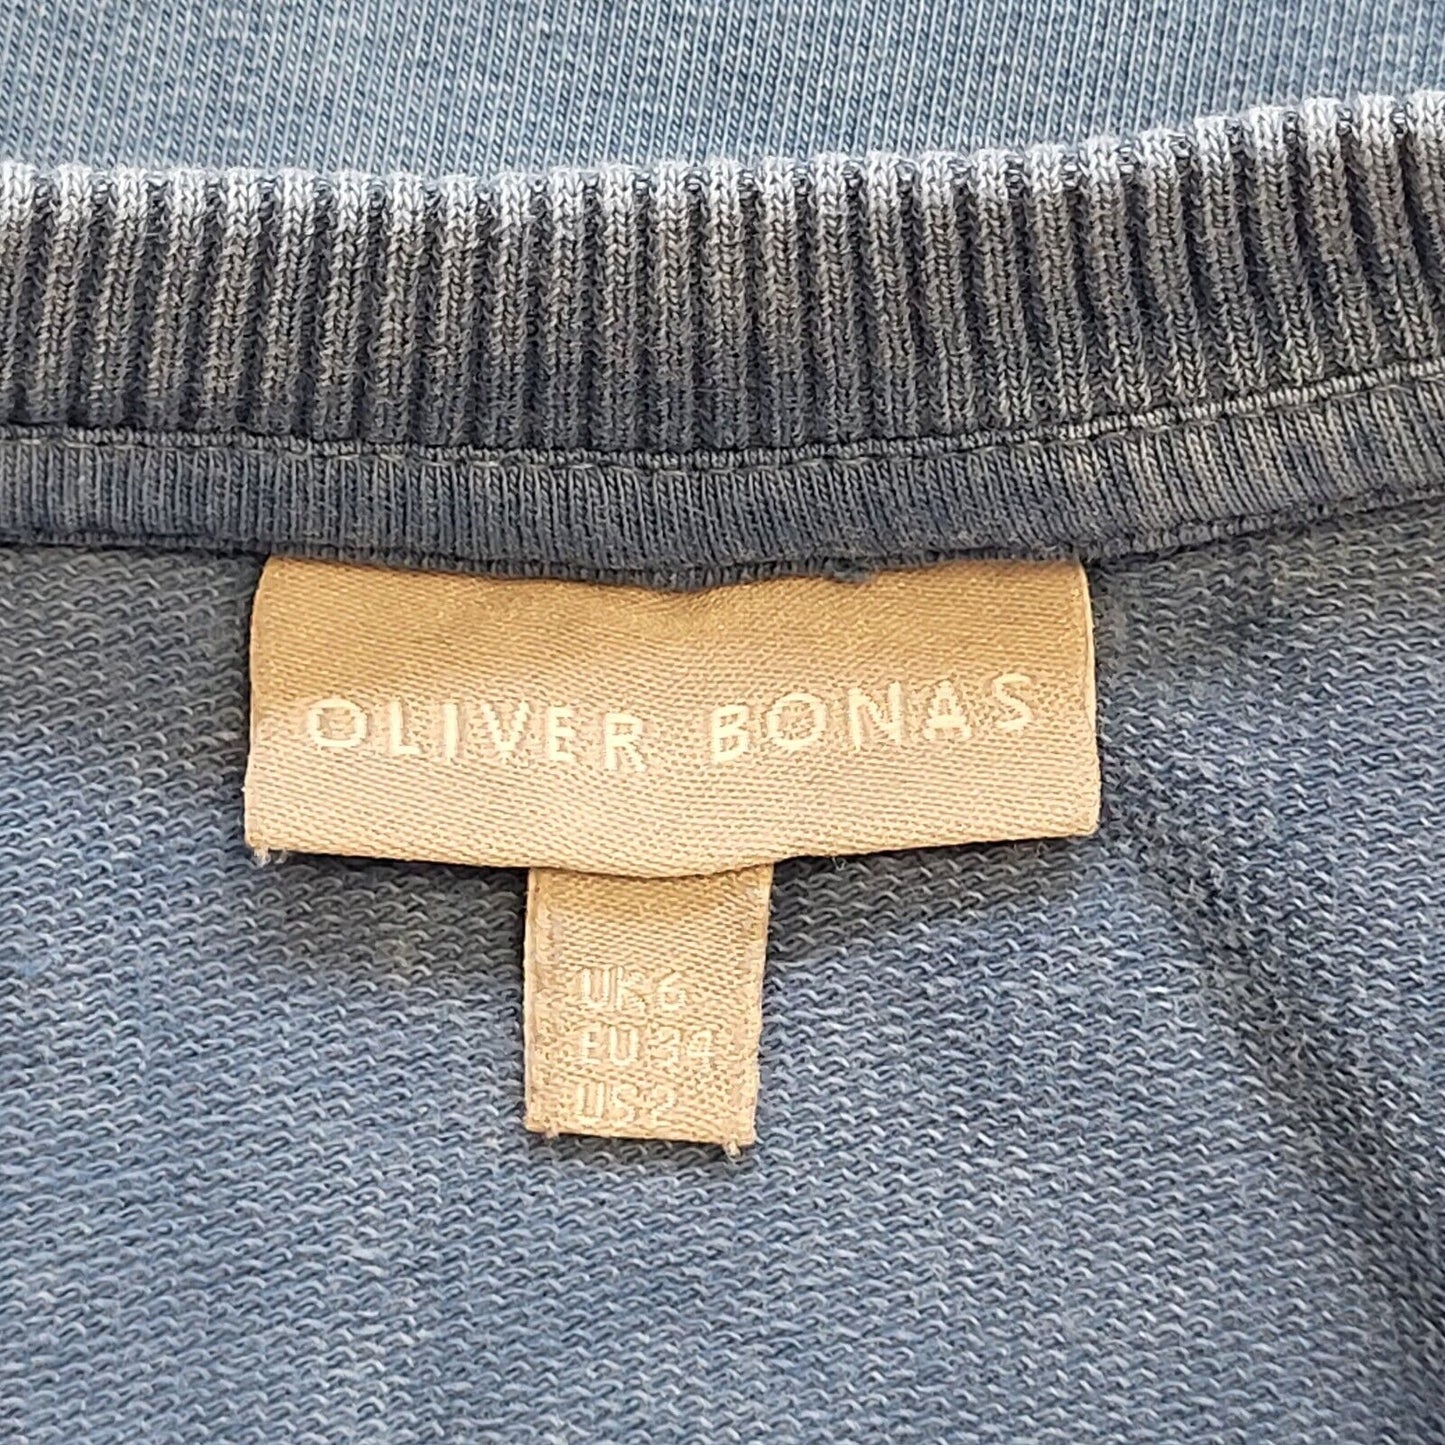 OLIVER BONAS
UK 6
EU 34
US 2